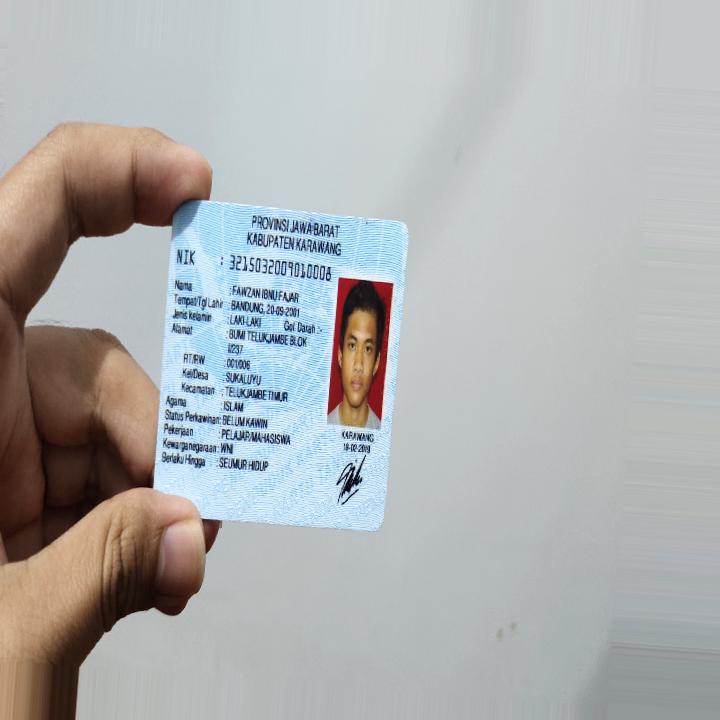 PROVINSI JAWA BARAT
KABUPATEN KARAWANG
NIK : 3215032009010008
Nama : FAWZAN IBNU FAJAR
Tempat/Tgl Lahir : BANDUNG, 20-09-2001
Jenis kelamin : LAKI-LAKI Gol Darah :-
Alamat : BUMI TELUKJAMBE BLOK
I/237
RT/RW : 001/006
Kel/Desa : SUKALUYU
Kecamatan : TELUKJAMBE TIMUR
Agama : ISLAM
Status Perkawinan: BELUM KAWIN
Pekerjaan : PELAJAR/MAHASISWA
Kewarganegaraan: WNI
Berlaku Hingga : SEUMUR HIDUP
KARAWANG
18-02-2019